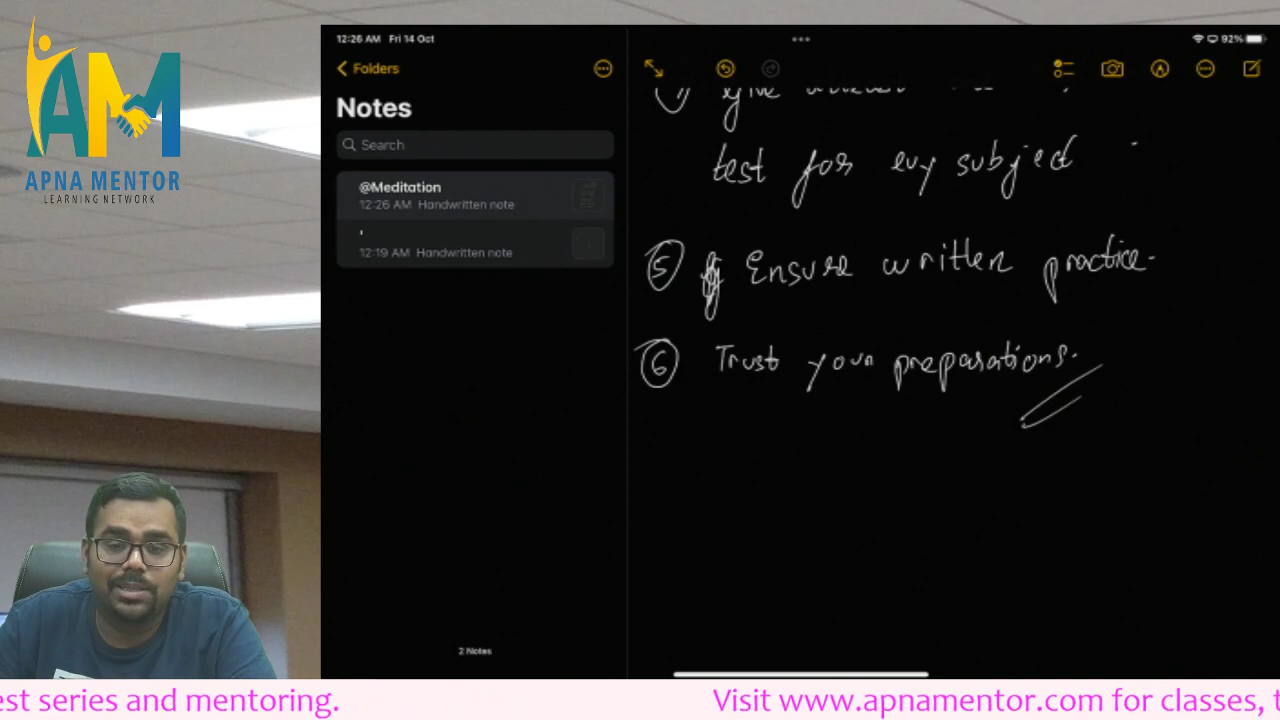 AM
APNA MENTOR
LEARNING NETWORK
12:26 AM Fri 14 Oct
92%
Folders
Notes
Search
@Meditation
12:26 AM Handwritten note
'
12:19 AM Handwritten note
2 Notes
give
test for evy subject
5 Ensure written practice.
6 Trust your preparations.
est series and mentoring. Visit www.apnamentor.com for classes, t